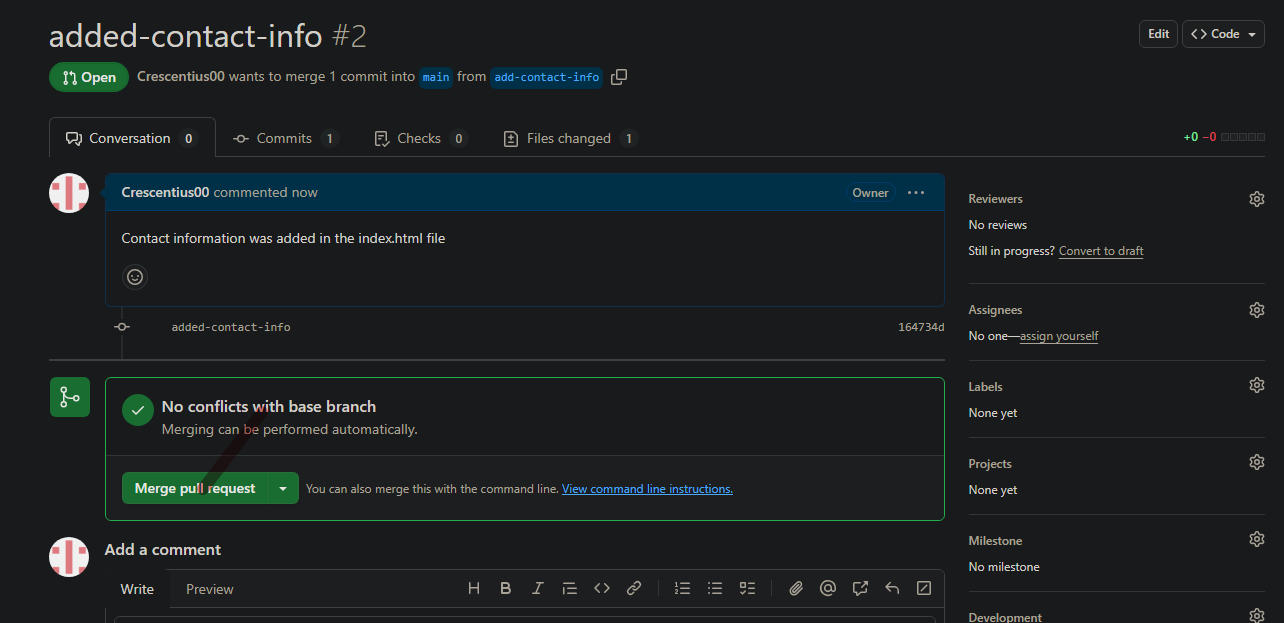 added-contact-info #2
Edit
<> Code
Open
Crescentius00 wants to merge 1 commit into main from add-contact-info
Conversation 0
Commits 1
Checks 0
Files changed 1
+0 −0
Crescentius00 commented now
Owner
Contact information was added in the index.html file
added-contact-info
164734d
No conflicts with base branch
Merging can be performed automatically.
Merge pull request
You can also merge this with the command line. View command line instructions.
Add a comment
Write
Preview
Reviewers
No reviews
Still in progress? Convert to draft
Assignees
No one—assign yourself
Labels
None yet
Projects
None yet
Milestone
No milestone
Development